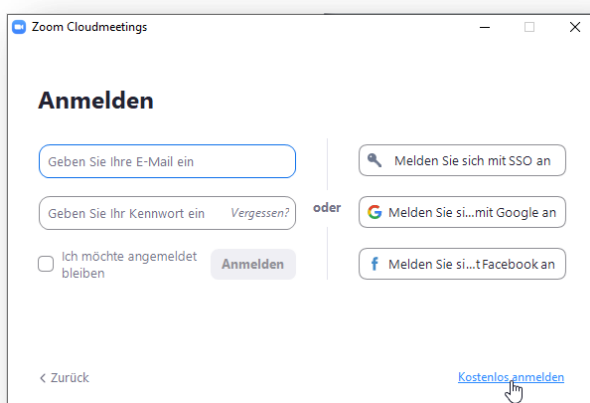 Zoom Cloudmeetings
Anmelden
Geben Sie Ihre E-Mail ein
Geben Sie Ihr Kennwort ein Vergessen?
Ich möchte angemeldet
bleiben
Anmelden
oder
Melden Sie sich mit SSO an
Melden Sie si...mit Google an
Melden Sie si...t Facebook an
Zurück
Kostenlos anmelden